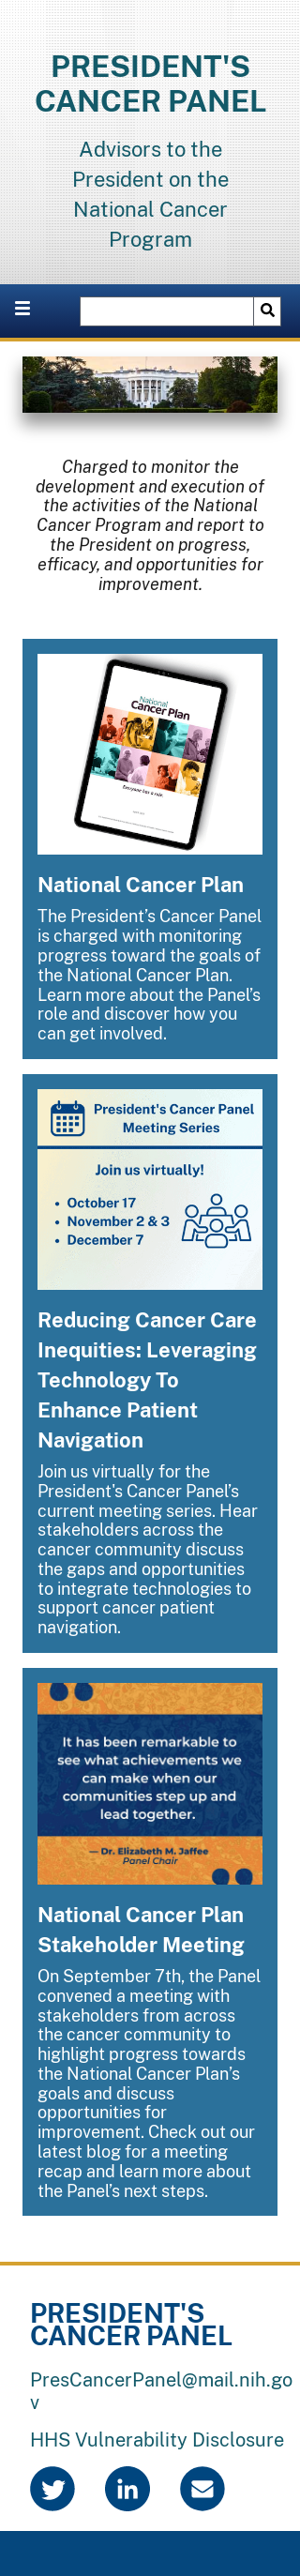 PRESIDENT'S
CANCER PANEL
Advisors to the
President on the
National Cancer
Program
Charged to monitor the
development and execution of
the activities of the National
Cancer Program and report to
the President on progress,
efficacy, and opportunities for
improvement.
National
Cancer Plan
Everyone has a role
National Cancer Plan
The President’s Cancer Panel
is charged with monitoring
progress toward the goals of
the National Cancer Plan.
Learn more about the Panel’s
role and discover how you
can get involved.
President's Cancer Panel
Meeting Series
Join us virtually!
• October 17
• November 2 & 3
• December 7
Reducing Cancer Care
Inequities: Leveraging
Technology To
Enhance Patient
Navigation
Join us virtually for the
President's Cancer Panel’s
current meeting series. Hear
stakeholders across the
cancer community discuss
the gaps and opportunities
to integrate technologies to
support cancer patient
navigation.
It has been remarkable to
see what achievements we
can make when our
communities step up and
lead together.
— Dr. Elizabeth M. Jaffee
Panel Chair
National Cancer Plan
Stakeholder Meeting
On September 7th, the Panel
convened a meeting with
stakeholders from across
the cancer community to
highlight progress towards
the National Cancer Plan’s
goals and discuss
opportunities for
improvement. Check out our
latest blog for a meeting
recap and learn more about
the Panel’s next steps.
PRESIDENT'S
CANCER PANEL
PresCancerPanel@mail.nih.go
v
HHS Vulnerability Disclosure